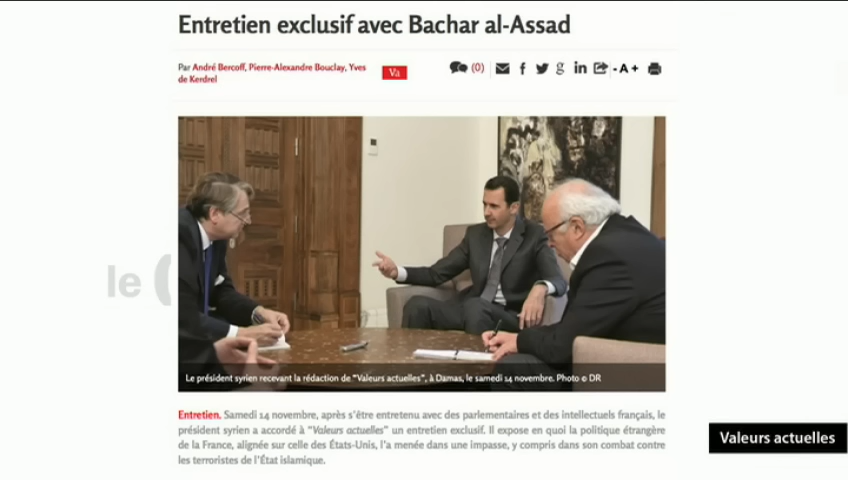 Entretien exclusif avec Bachar al-Assad
Par André Bercoff, Pierre-Alexandre Bouclay, Yves
de Kerdrel
Va
(0)
f
g
in
- A +
le (
Le président syrien recevant la rédaction de "Valeurs actuelles", à Damas, le samedi 14 novembre. Photo © DR
Entretien. Samedi 14 novembre, après s'être entretenu avec des parlementaires et des intellectuels français, le
président syrien a accordé à "Valeurs actuelles" un entretien exclusif. Il expose en quoi la politique étrangère
de la France, alignée sur celle des États-Unis, l'a menée dans une impasse, y compris dans son combat contre
les terroristes de l'État islamique.
Valeurs actuelles